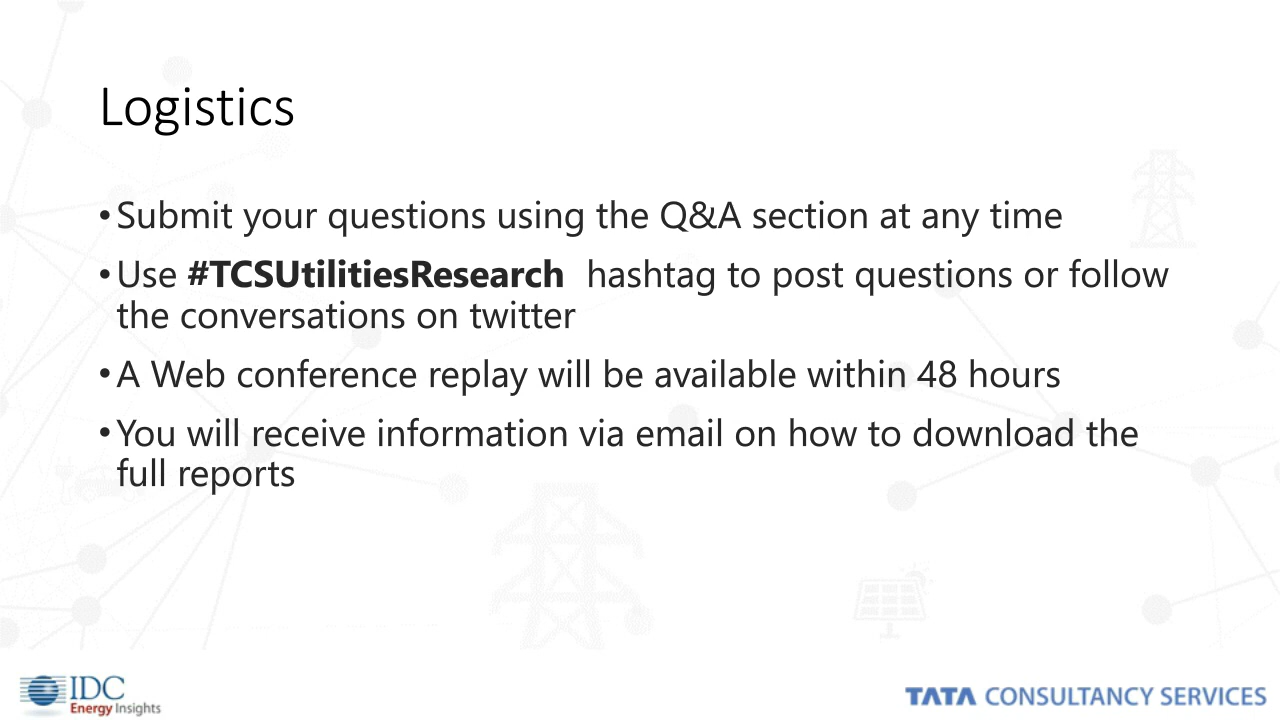 Logistics
•Submit your questions using the Q&A section at any time
•Use #TCSUtilitiesResearch  hashtag to post questions or follow
the conversations on twitter
•A Web conference replay will be available within 48 hours
•You will receive information via email on how to download the
full reports
IDC
Energy Insights
TATA CONSULTANCY SERVICES